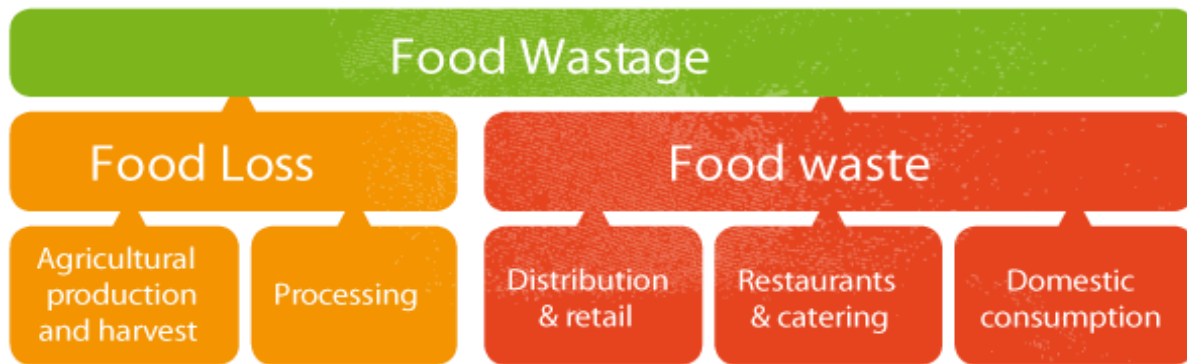 Food Wastage
Food Loss
Food waste
Agricultural
production
and harvest
Processing
Distribution
& retail
Restaurants
& catering
Domestic
consumption